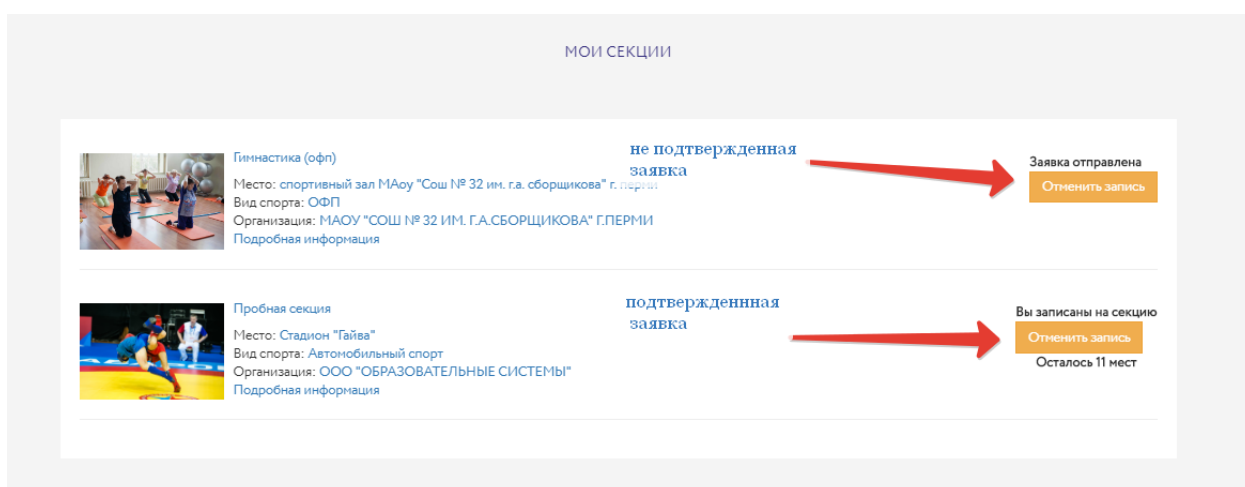 МОИ СЕКЦИИ
Гимнастика (офп)
Место: спортивный зал МАоу "Сош № 32 им. г.а. сборщикова" г. перми
Вид спорта: ОФП
Организация: МАОУ "СОШ № 32 ИМ. Г.А.СБОРЩИКОВА" Г.ПЕРМИ
Подробная информация
не подтвержденная
заявка
Заявка отправлена
Отменить запись
Пробная секция
Место: Стадион "Гайва"
Вид спорта: Автомобильный спорт
Организация: ООО "ОБРАЗОВАТЕЛЬНЫЕ СИСТЕМЫ"
Подробная информация
подтвержденнная
заявка
Вы записаны на секцию
Отменить запись
Осталось 11 мест